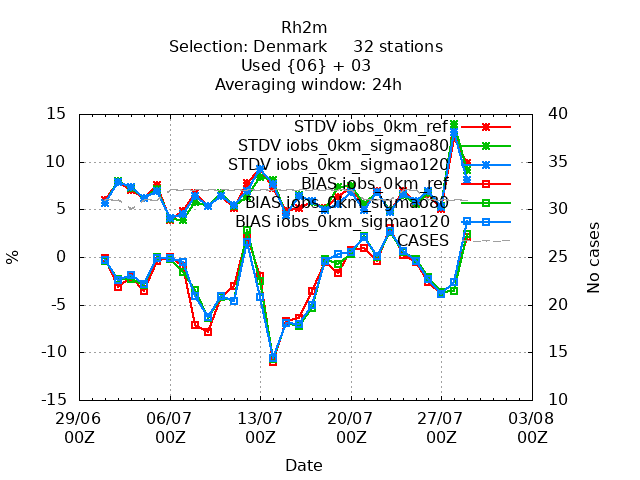 Rh2m
Selection: Denmark 32 stations
Used {06} + 03
Averaging window: 24h
15 40
STDV iobs_0km_ref
STDV iobs_0km_sigmao80
10 35
STDV iobs_0km_sigmao120
BIAS iobs_0km_ref
BIAS iobs_0km_sigmao80
5 30
BIAS iobs_0km_sigmao120
CASES
% 0 25 No cases
-5 20
-10 15
-15 10
29/06 06/07 13/07 20/07 27/07 03/08
00Z 00Z 00Z 00Z 00Z 00Z
Date